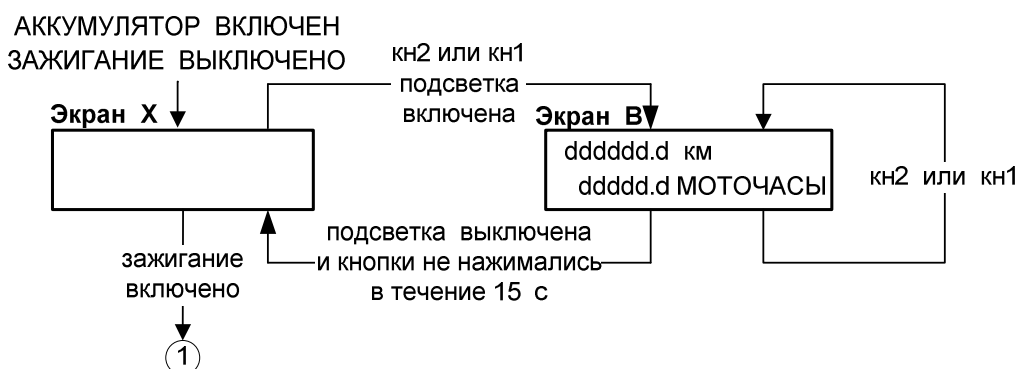 АККУМУЛЯТОР ВКЛЮЧЕН
ЗАЖИГАНИЕ ВЫКЛЮЧЕНО
Экран X
кн2 или кн1
подсветка
включена
Экран B
dddddd.d км
ddddd.d МОТОЧАСЫ
кн2 или кн1
подсветка выключена
и кнопки не нажимались
в течение 15 с
зажигание
включено
1